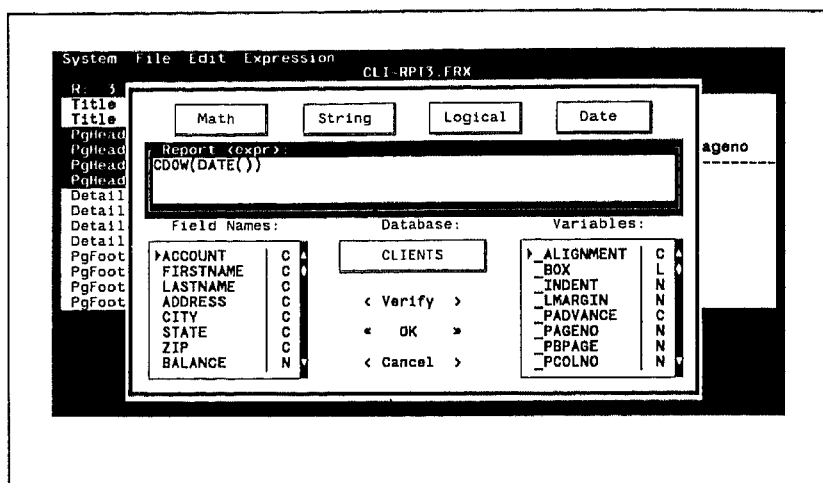 System File Edit Expression
CLI-RPT3.FRX
R: 3
Title
Title
Math String Logical Date
PgHead
PgHead
PgHead
PgHead
ageno
Report <expr>:
CDOW(DATE())
Detail
Detail
Detail
Detail
PgFoot
PgFoot
PgFoot
PgFoot
Field Names: Database: Variables:
ACCOUNT C
FIRSTNAME C
LASTNAME C
ADDRESS C
CITY C
STATE C
ZIP C
BALANCE N
CLIENTS
< Verify >
« OK »
< Cancel >
_ALIGNMENT C
_BOX L
_INDENT N
_LMARGIN N
_PADVANCE C
_PAGENO N
_PBPAGE N
_PCOLNO N